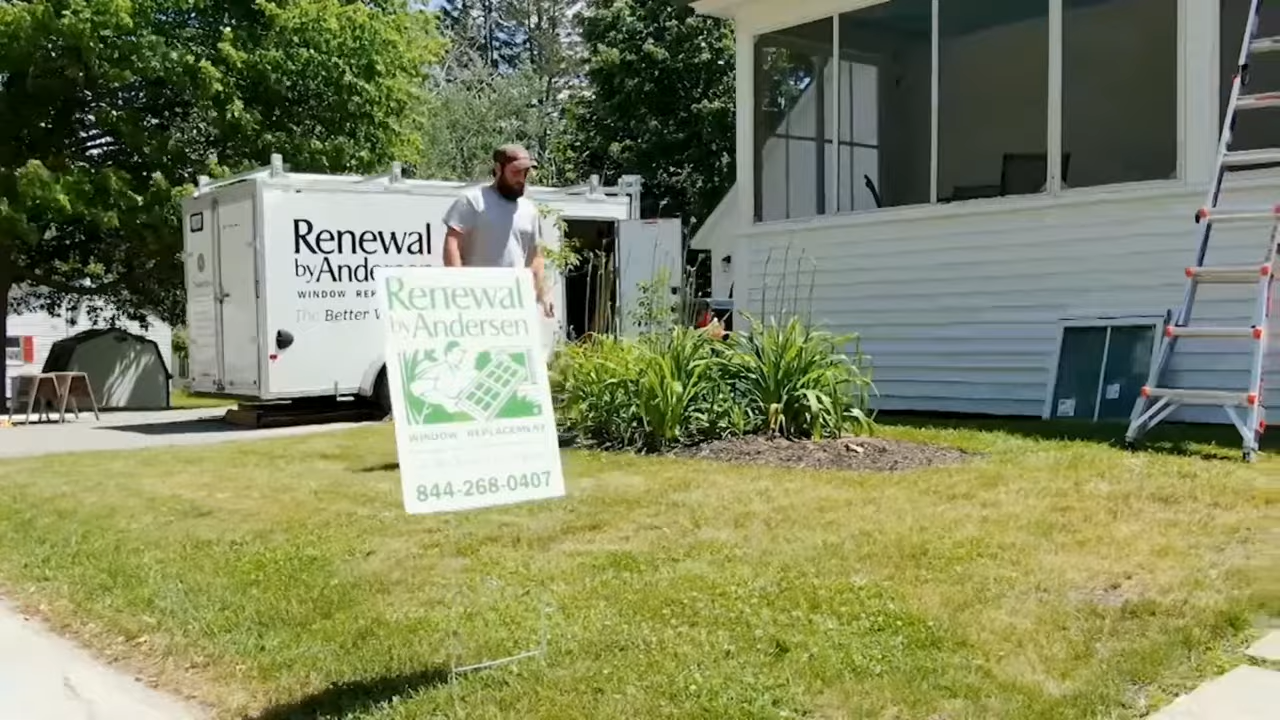 Renewal
by Andersen
WINDOW REP
The Better
Renewal
by Andersen
WINDOW REPLACEMENT
844-268-0407